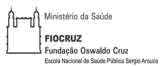 Ministério da Saúde
FIOCRUZ
Fundação Oswaldo Cruz
Escola Nacional de Saúde Pública Sergio Arouca